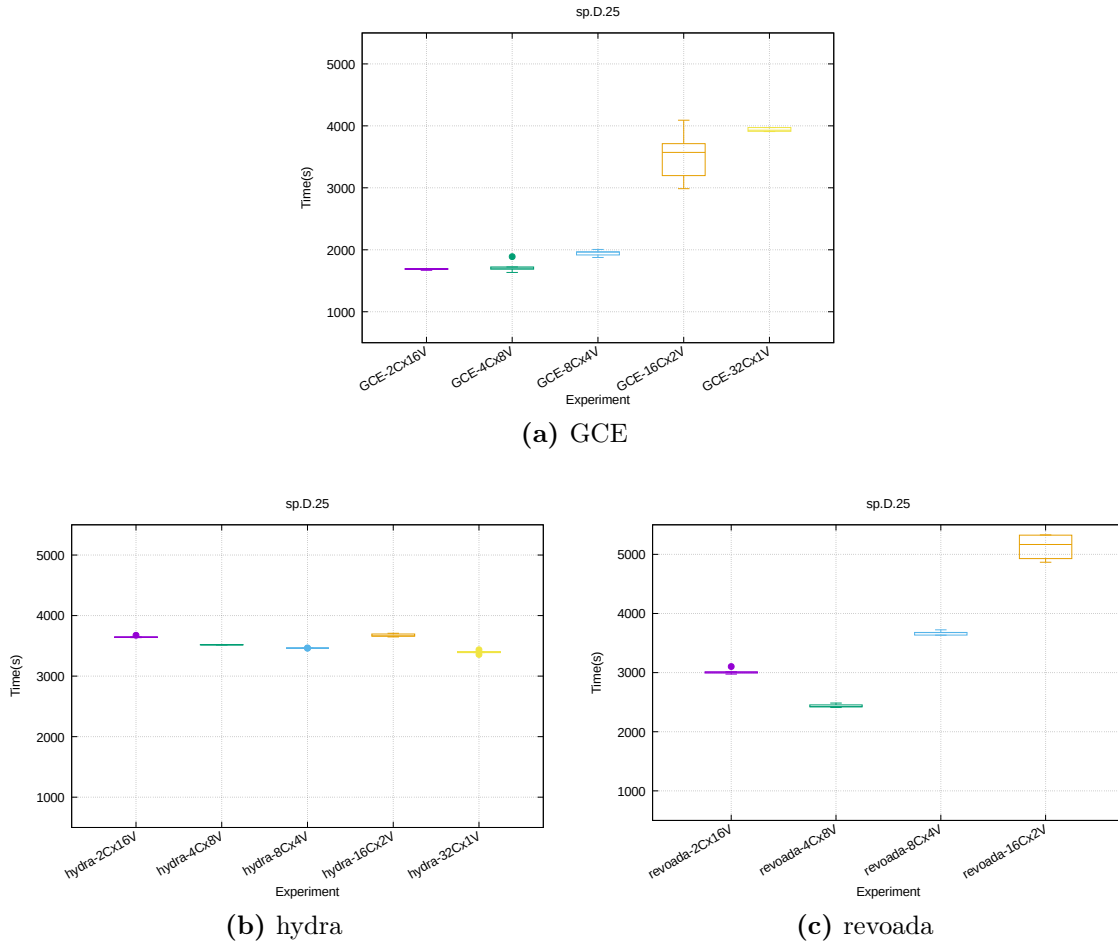 sp.D.25
5000
4000
3000
2000
1000
Time(s)
GCE-2Cx16V
GCE-4Cx8V
GCE-8Cx4V
GCE-16Cx2V
GCE-32Cx1V
Experiment
(a) GCE
sp.D.25
5000
4000
3000
2000
1000
Time(s)
hydra-2Cx16V
hydra-4Cx8V
hydra-8Cx4V
hydra-16Cx2V
hydra-32Cx1V
Experiment
(b) hydra
sp.D.25
5000
4000
3000
2000
1000
Time(s)
revoada-2Cx16V
revoada-4Cx8V
revoada-8Cx4V
revoada-16Cx2V
Experiment
(c) revoada